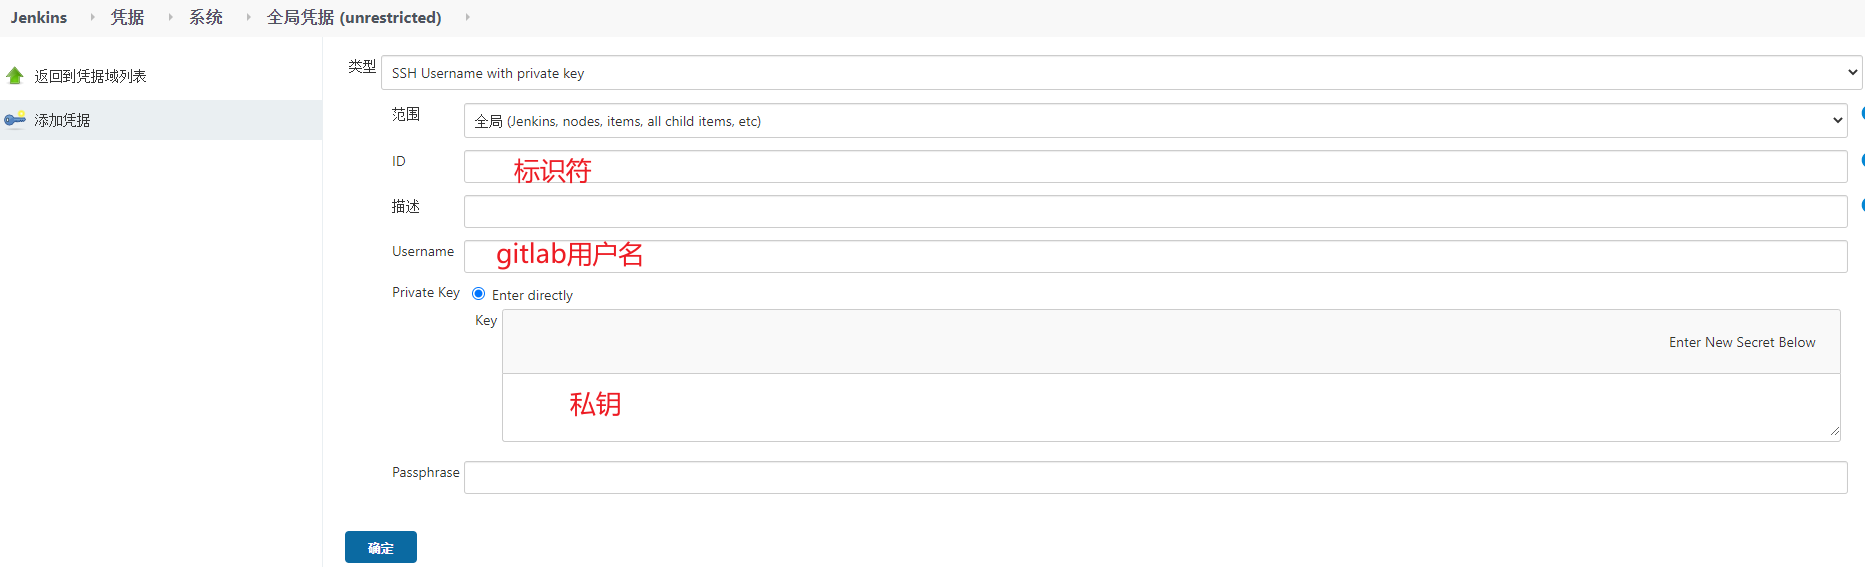 Jenkins 凭据 系统 全局凭据 (unrestricted)
返回到凭据域列表
添加凭据
类型 SSH Username with private key
范围 全局 (Jenkins, nodes, items, all child items, etc)
ID 标识符
描述
Username gitlab用户名
Private Key Enter directly
Key
Enter New Secret Below
私钥
Passphrase
确定